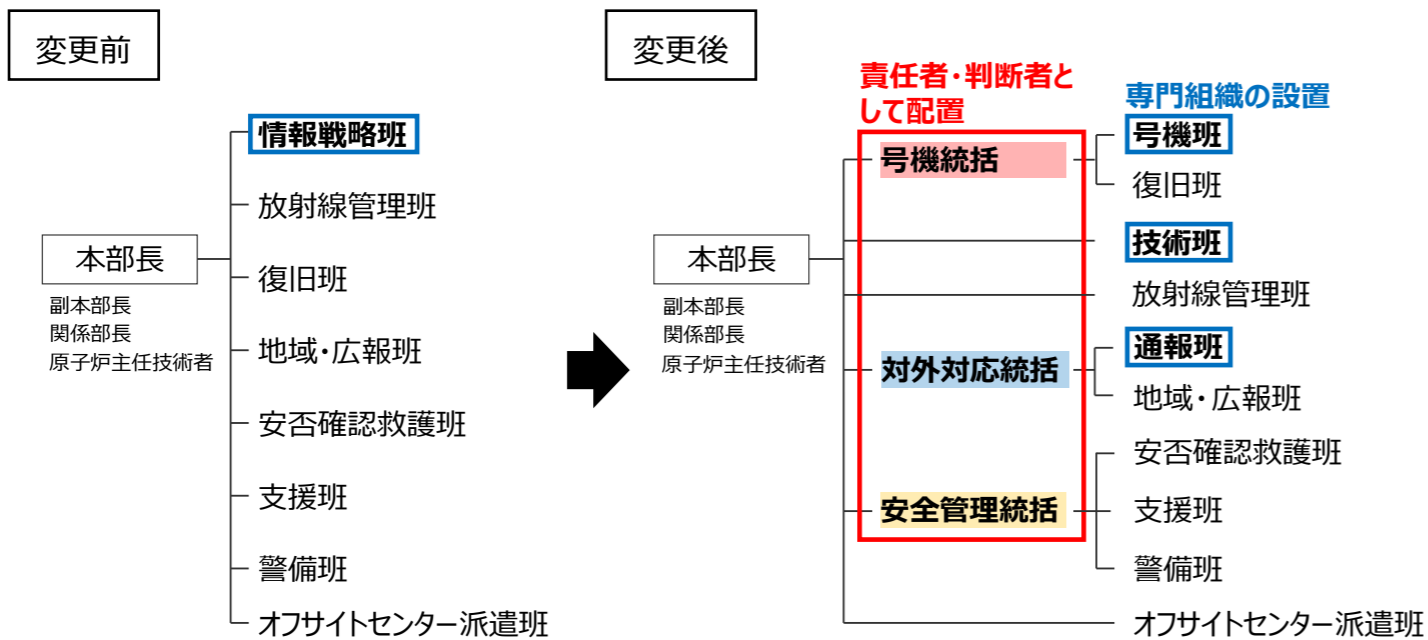 変更前
情報戦略班
放射線管理班
本部長
副本部長
関係部長
原子炉主任技術者
復旧班
地域・広報班
安否確認救護班
支援班
警備班
オフサイトセンター派遣班
変更後
責任者・判断者と
して配置
専門組織の設置
号機統括
号機班
復旧班
技術班
本部長
副本部長
関係部長
原子炉主任技術者
放射線管理班
対外対応統括
通報班
地域・広報班
安全管理統括
安否確認救護班
支援班
警備班
オフサイトセンター派遣班